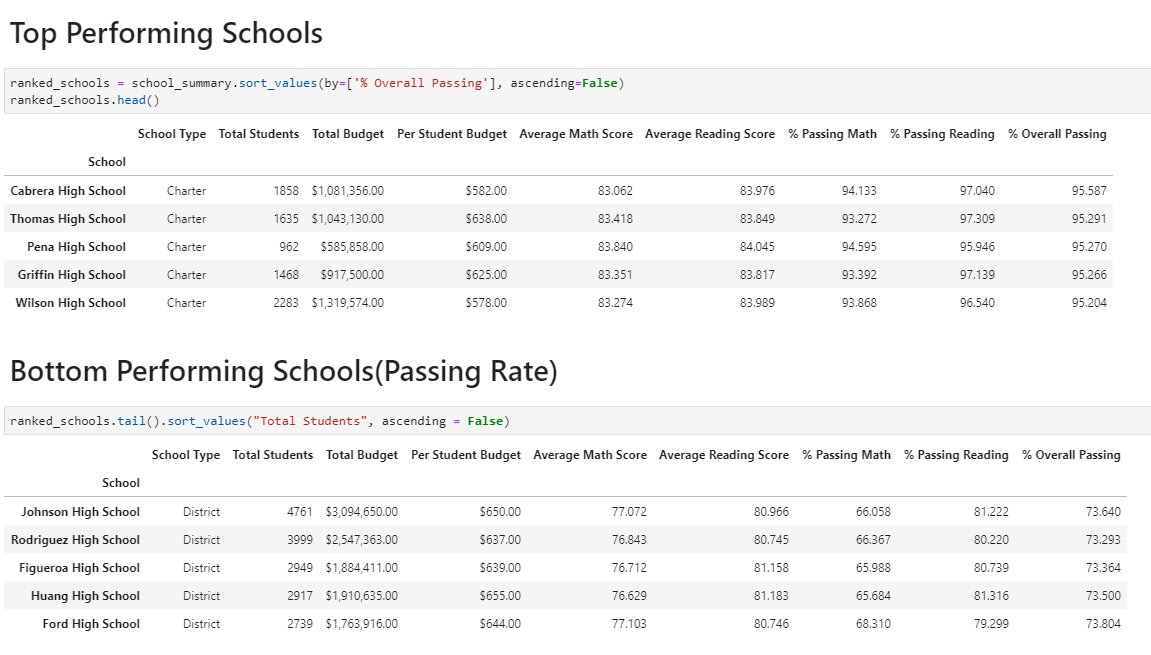 Top Performing Schools
ranked_schools = school_summary.sort_values(by=['% Overall Passing'], ascending=False)
ranked_schools.head()
School Type Total Students Total Budget Per Student Budget Average Math Score Average Reading Score % Passing Math % Passing Reading % Overall Passing
School
Cabrera High School Charter 1858 $1,081,356.00 $582.00 83.062 83.976 94.133 97.040 95.587
Thomas High School Charter 1635 $1,043,130.00 $638.00 83.418 83.849 93.272 97.309 95.291
Pena High School Charter 962 $585,858.00 $609.00 83.840 84.045 94.595 95.946 95.270
Griffin High School Charter 1468 $917,500.00 $625.00 83.351 83.817 93.392 97.139 95.266
Wilson High School Charter 2283 $1,319,574.00 $578.00 83.274 83.989 93.868 96.540 95.204
Bottom Performing Schools(Passing Rate)
ranked_schools.tail().sort_values("Total Students", ascending = False)
School Type Total Students Total Budget Per Student Budget Average Math Score Average Reading Score % Passing Math % Passing Reading % Overall Passing
School
Johnson High School District 4761 $3,094,650.00 $650.00 77.072 80.966 66.058 81.222 73.640
Rodriguez High School District 3999 $2,547,363.00 $637.00 76.843 80.745 66.367 80.220 73.293
Figueroa High School District 2949 $1,884,411.00 $639.00 76.712 81.158 65.988 80.739 73.364
Huang High School District 2917 $1,910,635.00 $655.00 76.629 81.183 65.684 81.316 73.500
Ford High School District 2739 $1,763,916.00 $644.00 77.103 80.746 68.310 79.299 73.804